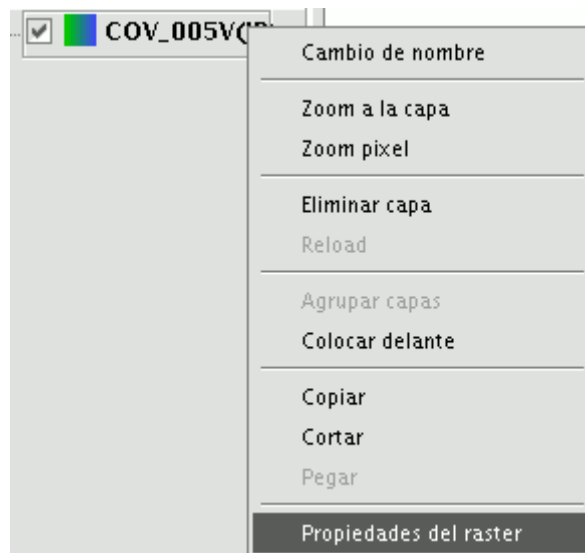 COV_005V(
Cambio de nombre
Zoom a la capa
Zoom pixel
Eliminar capa
Reload
Agrupar capas
Colocar delante
Copiar
Cortar
Pegar
Propiedades del raster